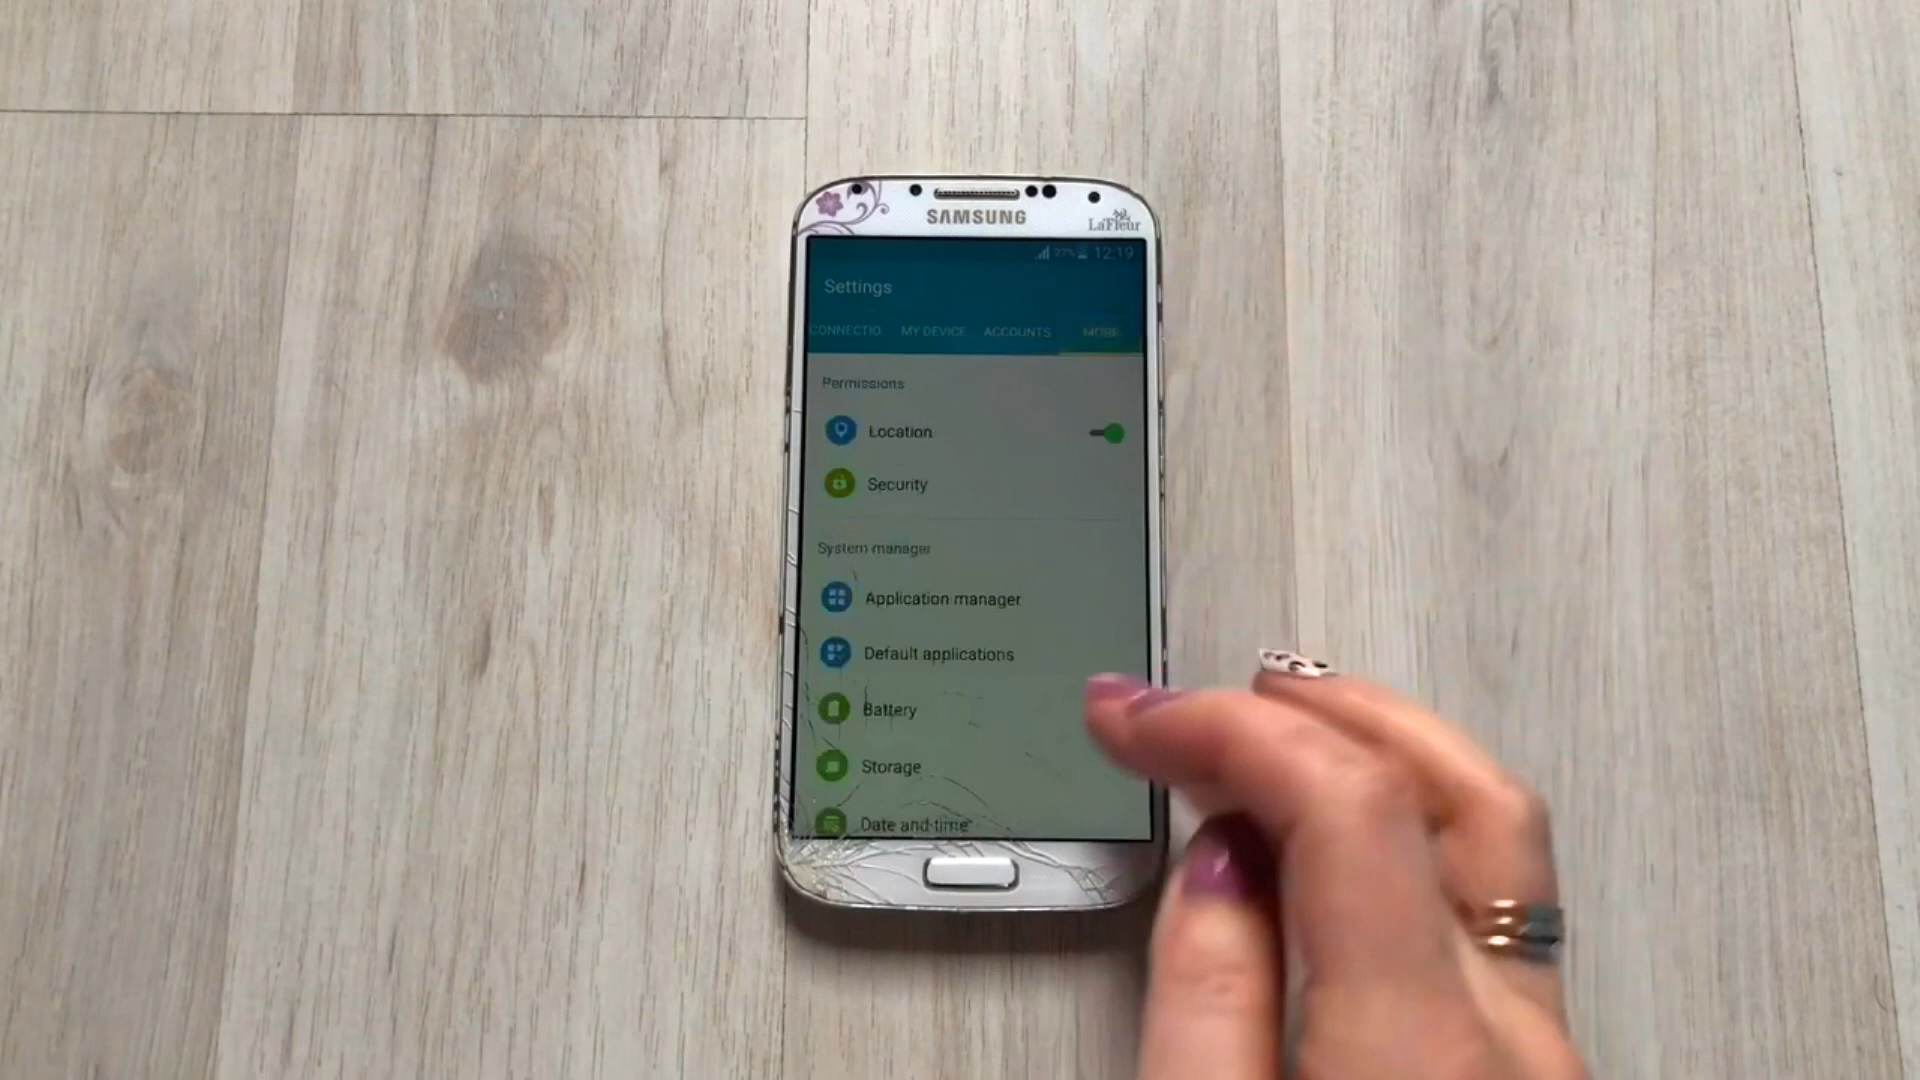 SAMSUNG
LaFleur
27% 12:19
Settings
CONNECTIO. MY DEVICE ACCOUNTS MORE
Permissions
Location
Security
System manager
Application manager
Default applications
Battery
Storage
Date and time